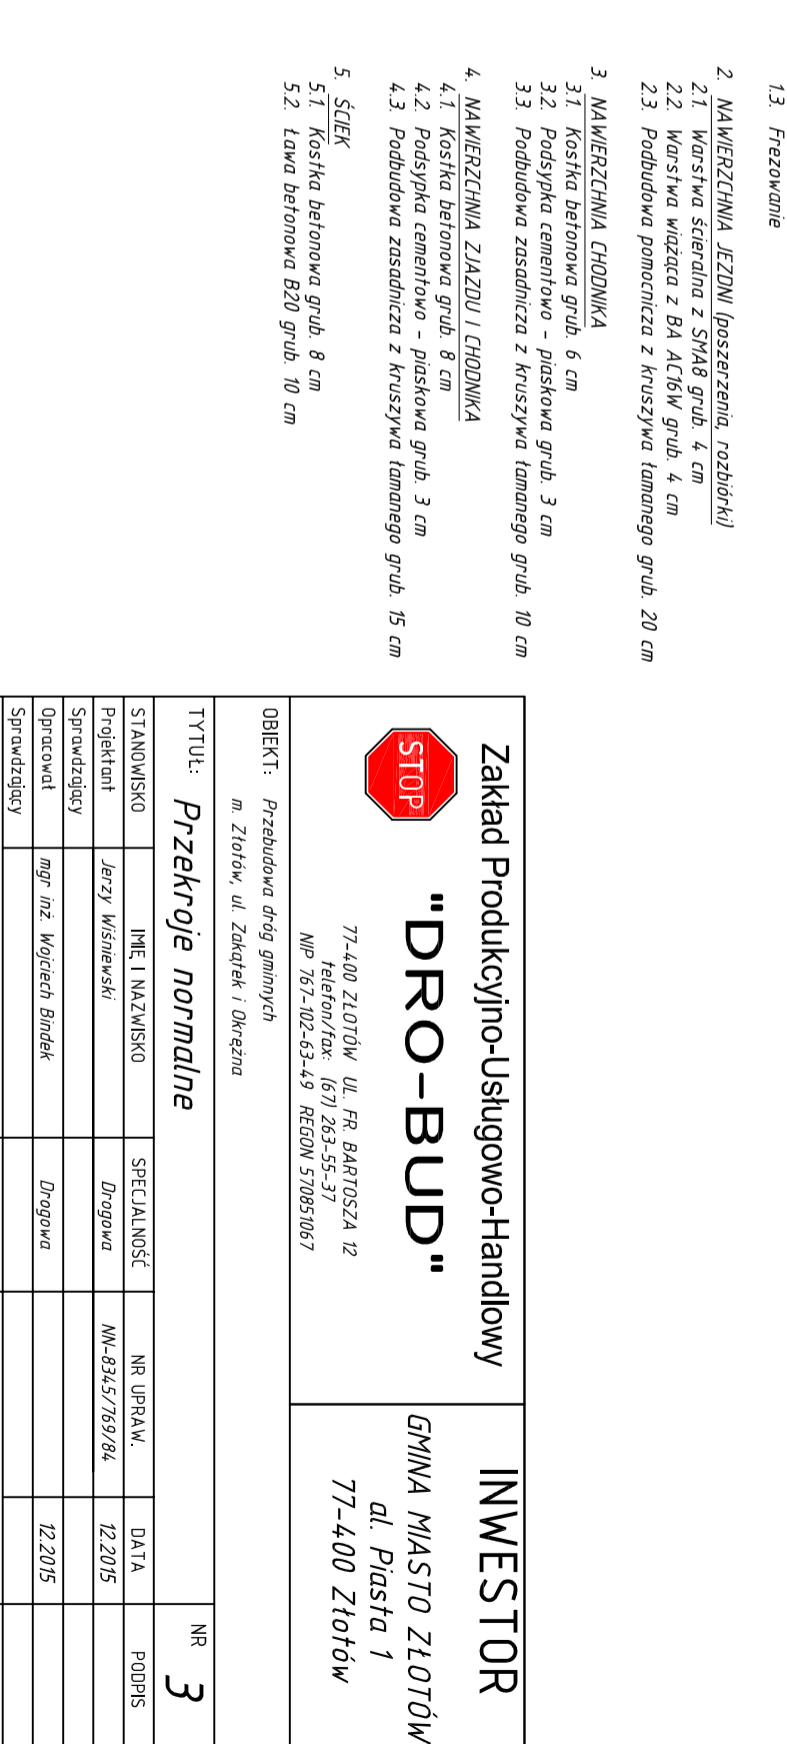 1.3. Frezowanie
2. NAWIERZCHNIA JEZDNI (poszerzenia, rozbiórki)
2.1. Warstwa ścieralna z SMA8 grub. 4 cm
2.2. Warstwa wiążąca z BA AC16W grub. 4 cm
2.3. Podbudowa pomocnicza z kruszywa łamanego grub. 20 cm
3. NAWIERZCHNIA CHODNIKA
3.1. Kostka betonowa grub. 6 cm
3.2. Podsypka cementowo - piaskowa grub. 3 cm
3.3. Podbudowa zasadnicza z kruszywa łamanego grub. 10 cm
4. NAWIERZCHNIA ZJAZDU I CHODNIKA
4.1. Kostka betonowa grub. 8 cm
4.2. Podsypka cementowo - piaskowa grub. 3 cm
4.3. Podbudowa zasadnicza z kruszywa łamanego grub. 15 cm
5. ŚCIEK
5.1. Kostka betonowa grub. 8 cm
5.2. Ława betonowa B20 grub. 10 cm
Zakład Produkcyjno-Usługowo-Handlowy
STOP
"DRO-BUD"
77-400 ZŁOTÓW UL. FR. BARTOSZA 12
telefon/fax: (67) 263-55-37
NIP 767-102-63-49 REGON 570851067
INWESTOR
GMINA MIASTO ZŁOTÓW
al. Piasta 1
77-400 Złotów
OBIEKT: Przebudowa dróg gminnych
m. Złotów, ul. Zakątek i Okrężna
TYTUŁ: Przekroje normalne
NR 3
STANOWISKO IMIĘ I NAZWISKO SPECJALNOŚĆ NR UPRAW. DATA PODPIS
Projektant Jerzy Wiśniewski Drogowa NN-8345/769/84 12.2015
Sprawdzający
Opracował mgr inż. Wojciech Bindek Drogowa 12.2015
Sprawdzający